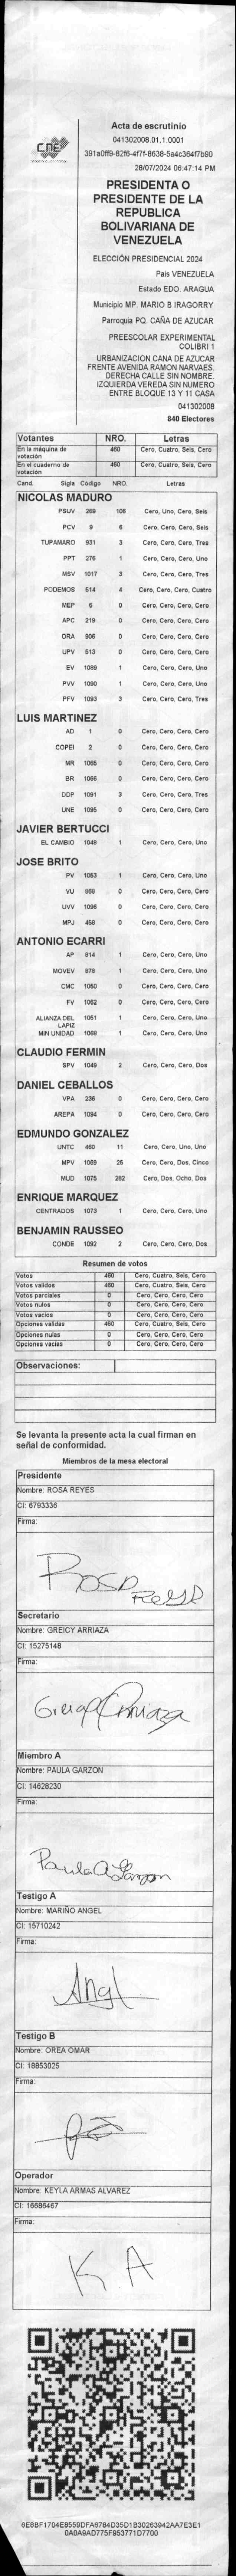 CNE
Acta de escrutinio
041302008.01.1.0001
391a0ff9-82f6-4f7f-8638-5a4c364f7b90
28/07/2024 06:47:14 PM
PRESIDENTA O
PRESIDENTE DE LA
REPUBLICA
BOLIVARIANA DE
VENEZUELA
ELECCIÓN PRESIDENCIAL 2024
Pais VENEZUELA
Estado EDO. ARAGUA
Municipio MP. MARIO B IRAGORRY
Parroquia PQ. CAÑA DE AZUCAR
PREESCOLAR EXPERIMENTAL
COLIBRI 1
URBANIZACION CANA DE AZUCAR
FRENTE AVENIDA RAMON NARVAES.
DERECHA CALLE SIN NOMBRE.
IZQUIERDA VEREDA SIN NUMERO
ENTRE BLOQUE 13 Y 11 CASA
041302008
840 Electores
Votantes NRO. Letras
En la máquina de votación 460 Cero, Cuatro, Seis, Cero
En el cuaderno de votación 460 Cero, Cuatro, Seis, Cero
Cand. Sigla Código NRO. Letras
NICOLAS MADURO
PSUV 269 106 Cero, Uno, Cero, Seis
PCV 9 6 Cero, Cero, Cero, Seis
TUPAMARO 931 3 Cero, Cero, Cero, Tres
PPT 276 1 Cero, Cero, Cero, Uno
MSV 1017 3 Cero, Cero, Cero, Tres
PODEMOS 514 4 Cero, Cero, Cero, Cuatro
MEP 6 0 Cero, Cero, Cero, Cero
APC 219 0 Cero, Cero, Cero, Cero
ORA 906 0 Cero, Cero, Cero, Cero
UPV 513 0 Cero, Cero, Cero, Cero
EV 1089 1 Cero, Cero, Cero, Uno
PVV 1090 1 Cero, Cero, Cero, Uno
PFV 1093 3 Cero, Cero, Cero, Tres
LUIS MARTINEZ
AD 1 0 Cero, Cero, Cero, Cero
COPEI 2 0 Cero, Cero, Cero, Cero
MR 1065 0 Cero, Cero, Cero, Cero
BR 1066 0 Cero, Cero, Cero, Cero
DDP 1091 3 Cero, Cero, Cero, Tres
UNE 1095 0 Cero, Cero, Cero, Cero
JAVIER BERTUCCI
EL CAMBIO 1048 1 Cero, Cero, Cero, Uno
JOSE BRITO
PV 1053 1 Cero, Cero, Cero, Uno
VU 959 0 Cero, Cero, Cero, Cero
UVV 1096 0 Cero, Cero, Cero, Cero
MPJ 458 0 Cero, Cero, Cero, Cero
ANTONIO ECARRI
AP 914 1 Cero, Cero, Cero, Uno
MOVEV 978 1 Cero, Cero, Cero, Uno
CMC 1050 0 Cero, Cero, Cero, Cero
FV 1062 0 Cero, Cero, Cero, Cero
ALIANZA DEL LAPIZ 1051 1 Cero, Cero, Cero, Uno
MIN UNIDAD 1068 1 Cero, Cero, Cero, Uno
CLAUDIO FERMIN
SPV 1049 2 Cero, Cero, Cero, Dos
DANIEL CEBALLOS
VPA 236 0 Cero, Cero, Cero, Cero
AREPA 1094 0 Cero, Cero, Cero, Cero
EDMUNDO GONZALEZ
UNTC 460 11 Cero, Cero, Uno, Uno
MPV 1069 25 Cero, Cero, Dos, Cinco
MUD 1075 282 Cero, Dos, Ocho, Dos
ENRIQUE MARQUEZ
CENTRADOS 1073 1 Cero, Cero, Cero, Uno
BENJAMIN RAUSSEO
CONDE 1092 2 Cero, Cero, Cero, Dos
Resumen de votos
Votos 460 Cero, Cuatro, Seis, Cero
Votos validos 460 Cero, Cuatro, Seis, Cero
Votos parciales 0 Cero, Cero, Cero, Cero
Votos nulos 0 Cero, Cero, Cero, Cero
Votos vacios 0 Cero, Cero, Cero, Cero
Opciones validas 460 Cero, Cuatro, Seis, Cero
Opciones nulas 0 Cero, Cero, Cero, Cero
Opciones vacias 0 Cero, Cero, Cero, Cero
Observaciones:
Se levanta la presente acta la cual firman en
señal de conformidad.
Miembros de la mesa electoral
Presidente
Nombre: ROSA REYES
CI: 6793336
Firma:
Rosa Reyes
Secretario
Nombre: GREICY ARRIAZA
CI: 15275148
Firma:
Greicy Arriaza
Miembro A
Nombre: PAULA GARZON
CI: 14628230
Firma:
Paula A Garzon
Testigo A
Nombre: MARIÑO ANGEL
CI: 15710242
Firma:
Angl
Testigo B
Nombre: OREA OMAR
CI: 18853025
Firma:
Operador
Nombre: KEYLA ARMAS ALVAREZ
CI: 16686467
Firma:
K A
6E6BF1704E8559DFA6784D35D1B30263942AA7E3E1
0A0A9AD775F953771D7700